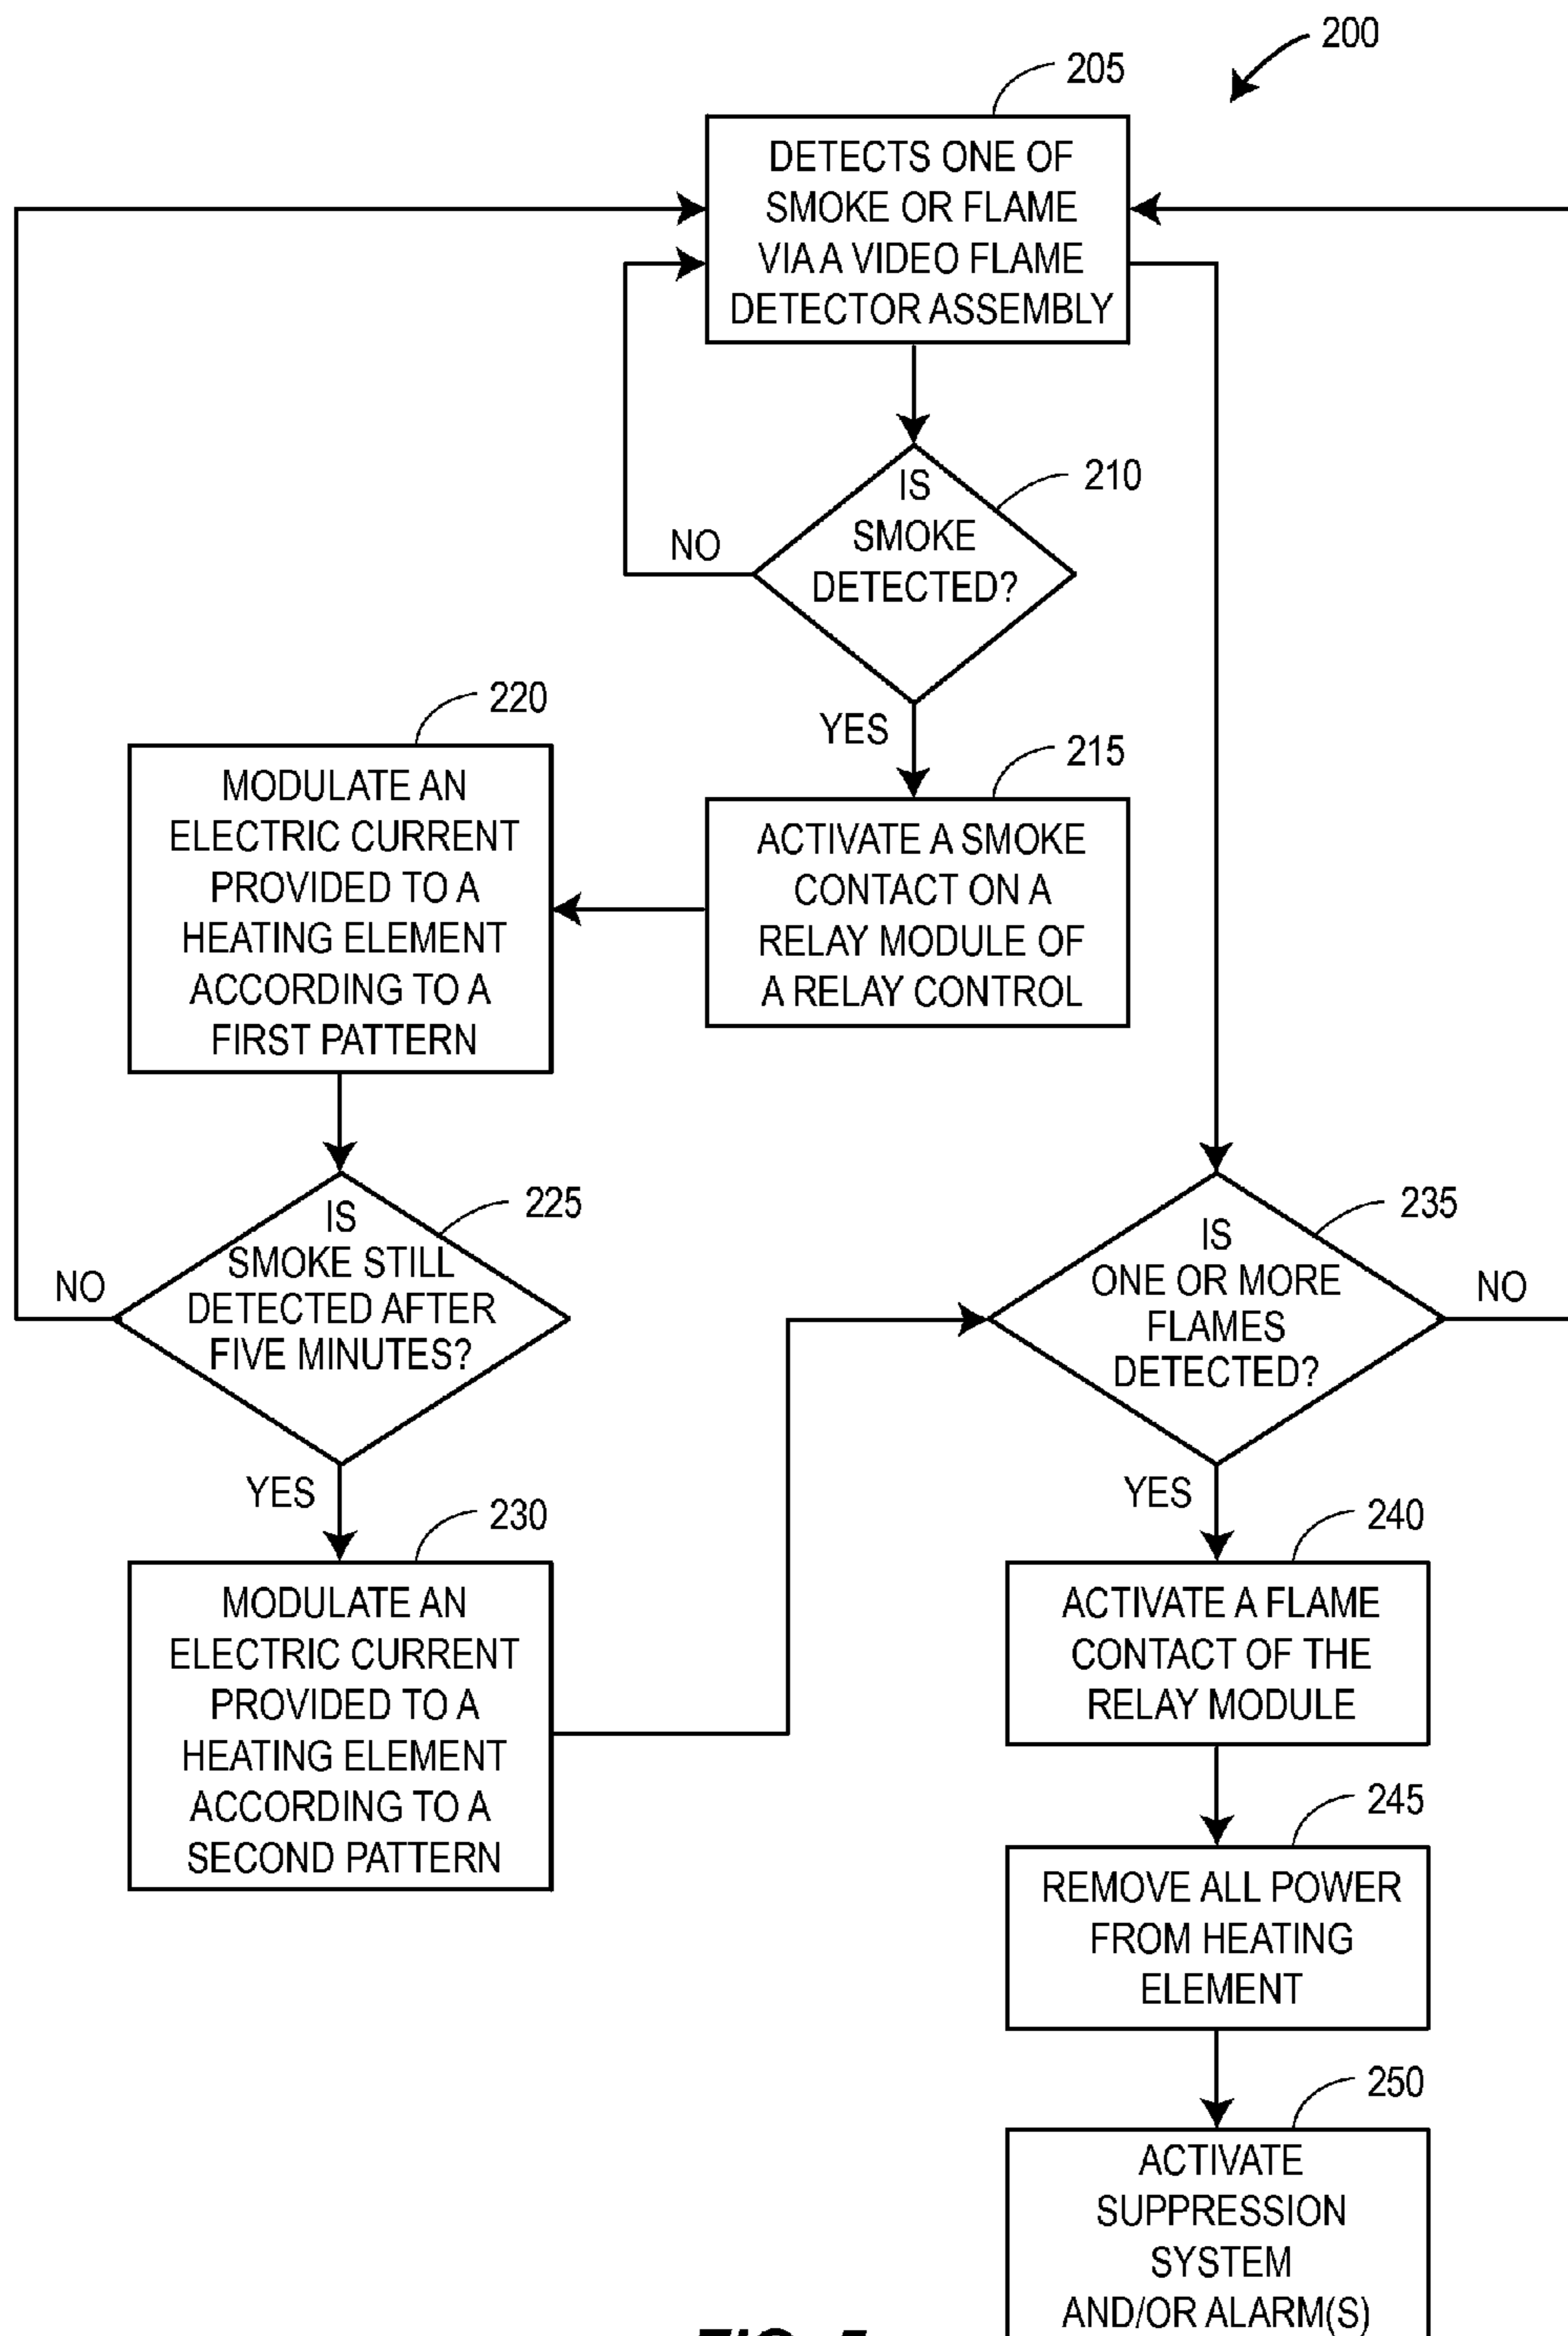 200
205
DETECTS ONE OF
SMOKE OR FLAME
VIA A VIDEO FLAME
DETECTOR ASSEMBLY
210
IS
SMOKE
DETECTED?
NO
YES
220
MODULATE AN
ELECTRIC CURRENT
PROVIDED TO A
HEATING ELEMENT
ACCORDING TO A
FIRST PATTERN
215
ACTIVATE A SMOKE
CONTACT ON A
RELAY MODULE OF
A RELAY CONTROL
225
IS
SMOKE STILL
DETECTED AFTER
FIVE MINUTES?
NO
YES
235
IS
ONE OR MORE
FLAMES
DETECTED?
NO
YES
230
MODULATE AN
ELECTRIC CURRENT
PROVIDED TO A
HEATING ELEMENT
ACCORDING TO A
SECOND PATTERN
240
ACTIVATE A FLAME
CONTACT OF THE
RELAY MODULE
245
REMOVE ALL POWER
FROM HEATING
ELEMENT
250
ACTIVATE
SUPPRESSION
SYSTEM
AND/OR ALARM(S)